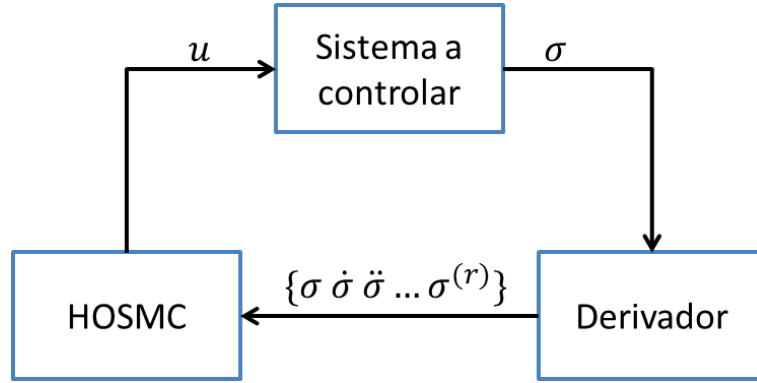 u
Sistema a
controlar
σ
HOSMC
{σ σ̇ σ̈ … σ⁽ʳ⁾}
Derivador